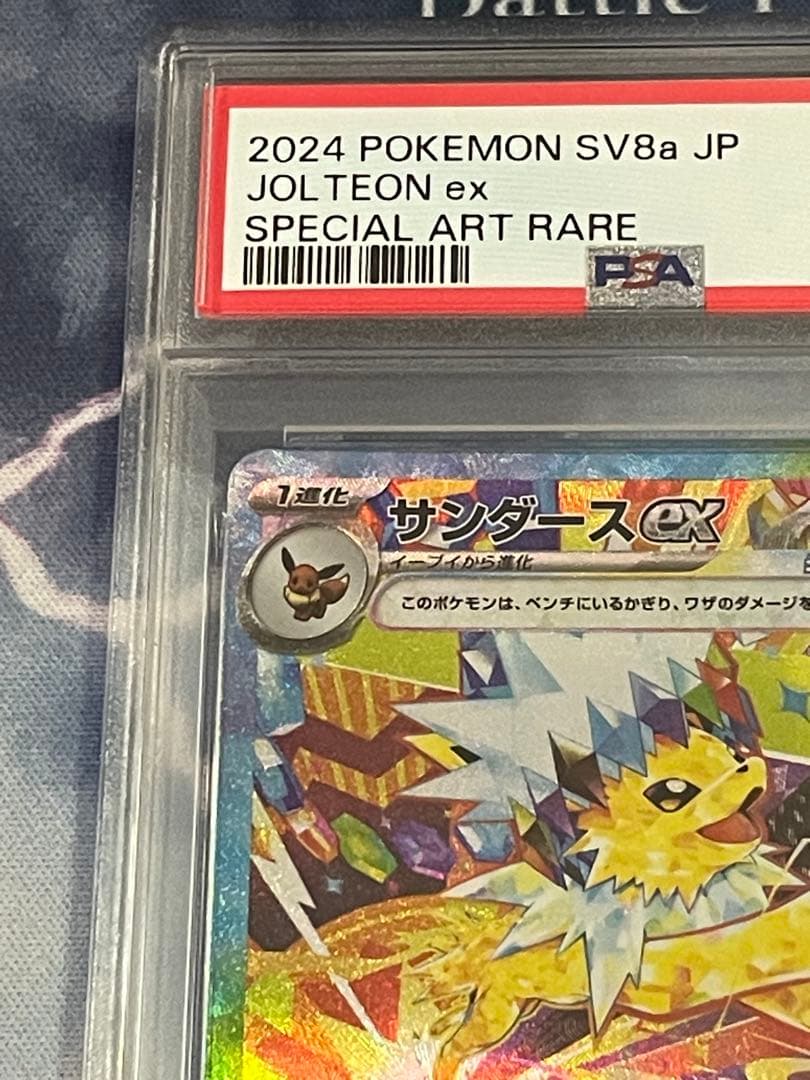 Battle
2024 POKEMON SV8a JP
JOLTEON ex
SPECIAL ART RARE
PSA
1進化
サンダースex
イーブイから進化
このポケモンは、ベンチにいるかぎり、ワザのダメージを